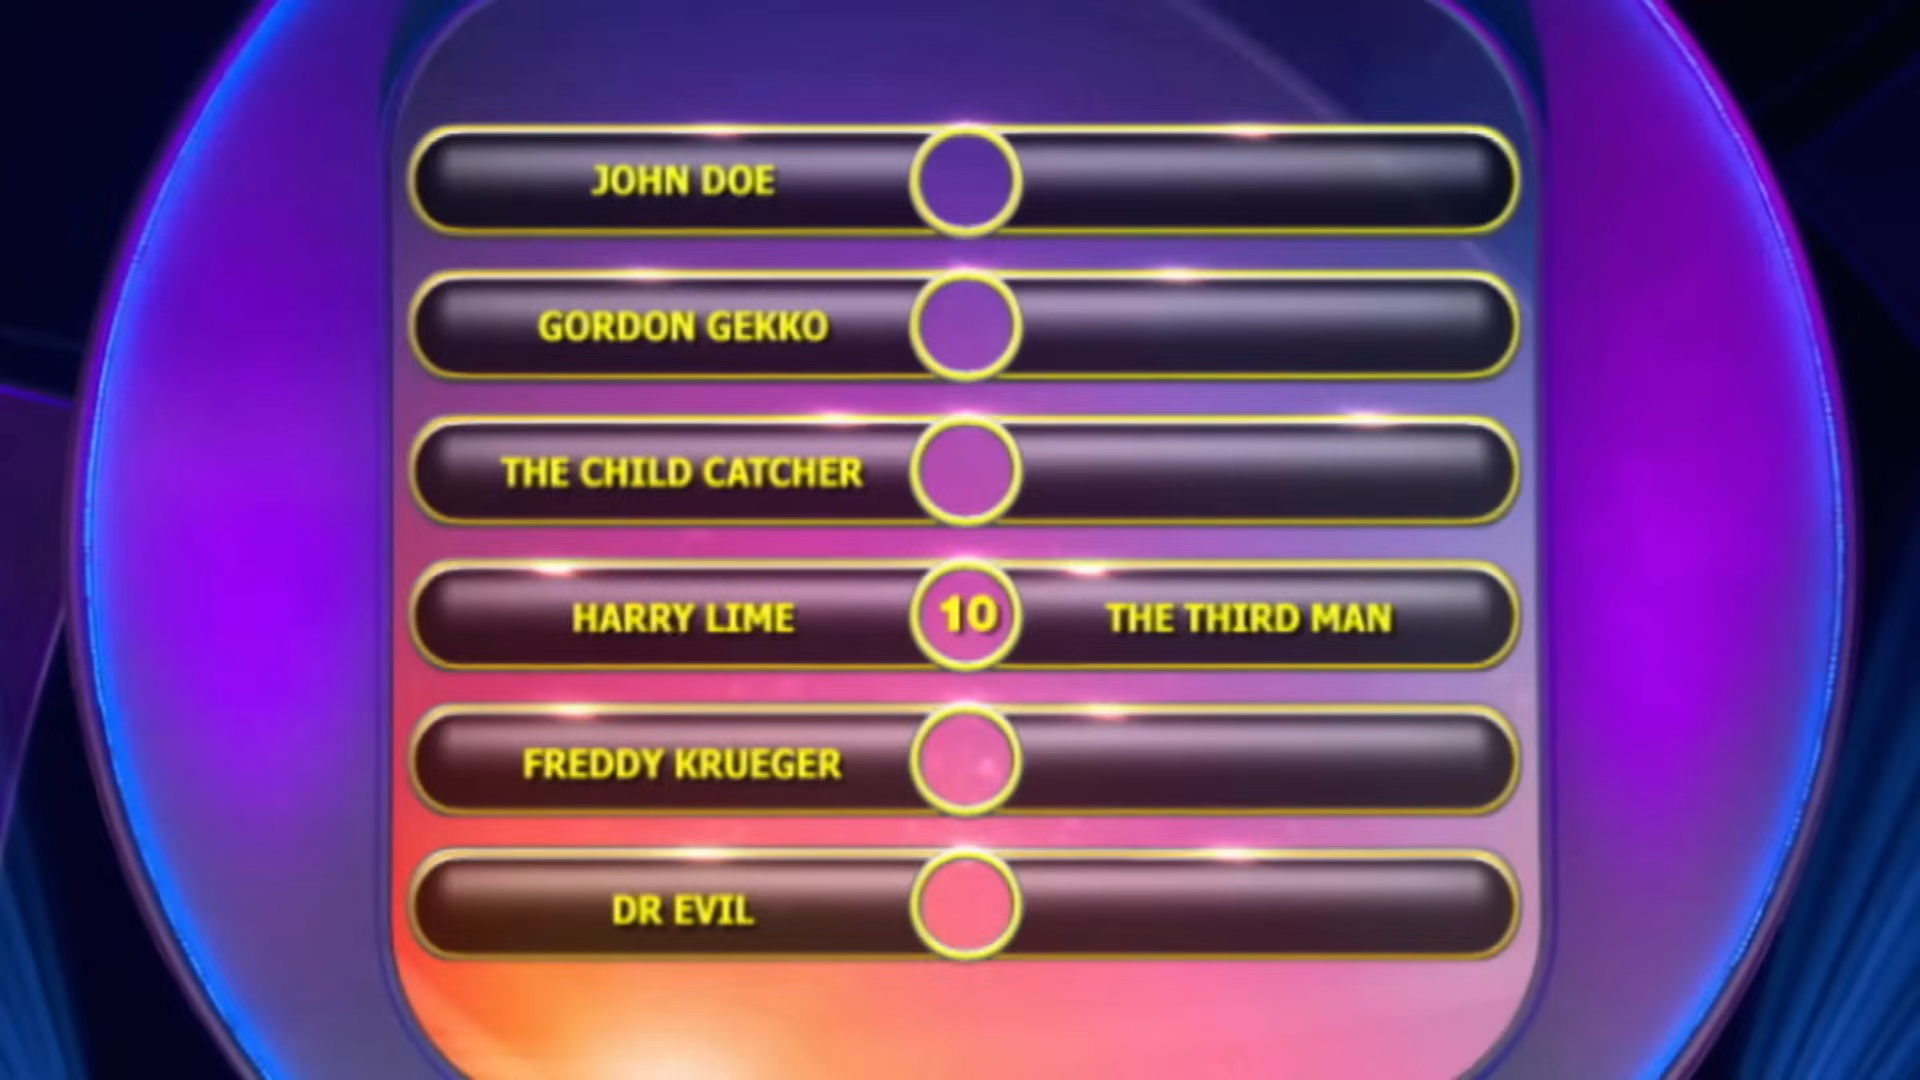 JOHN DOE
GORDON GEKKO
THE CHILD CATCHER
HARRY LIME 10 THE THIRD MAN
FREDDY KRUEGER
DR EVIL